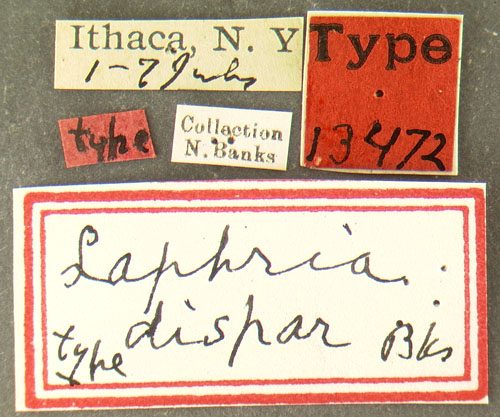 Ithaca, N. Y
1-7 July
Type
13472
type
Collection
N. Banks
Laphria
dispar
type
Bks